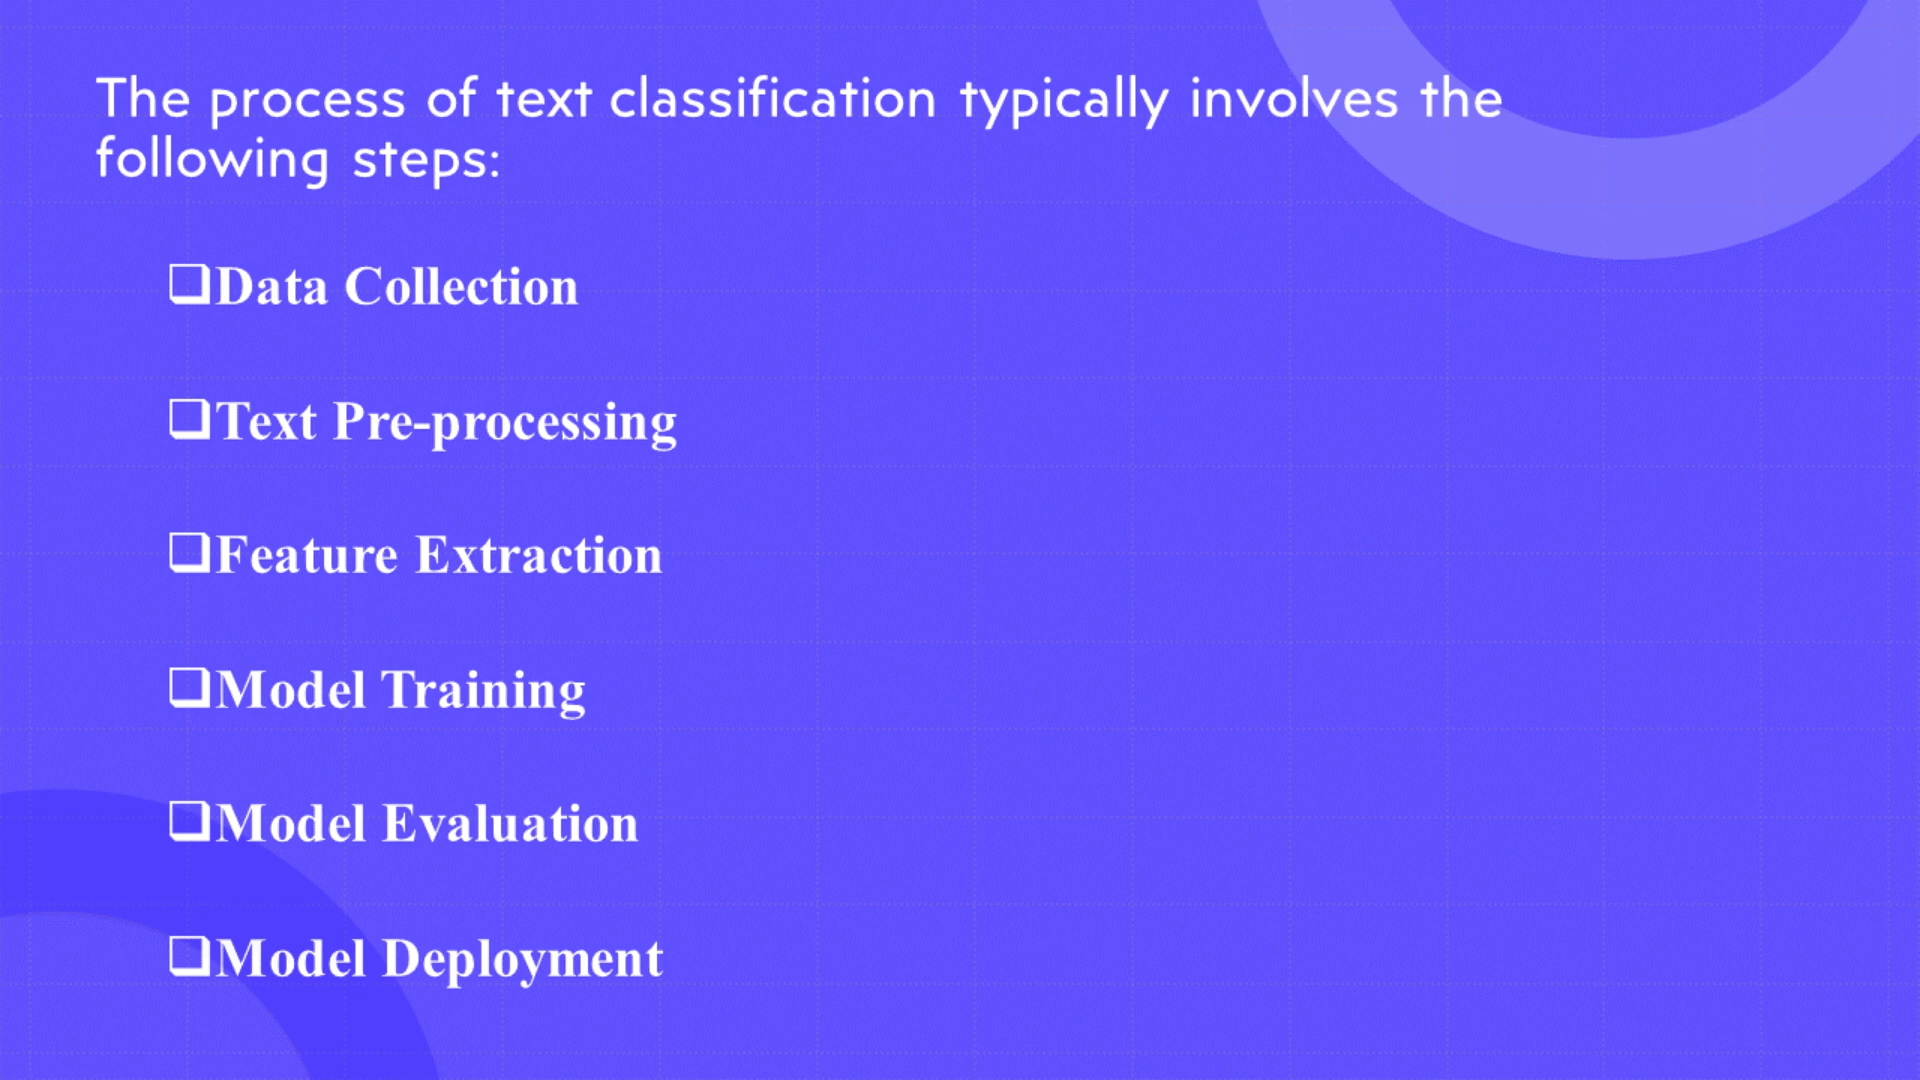 The process of text classification typically involves the
following steps:
❑Data Collection
❑Text Pre-processing
❑Feature Extraction
❑Model Training
❑Model Evaluation
❑Model Deployment